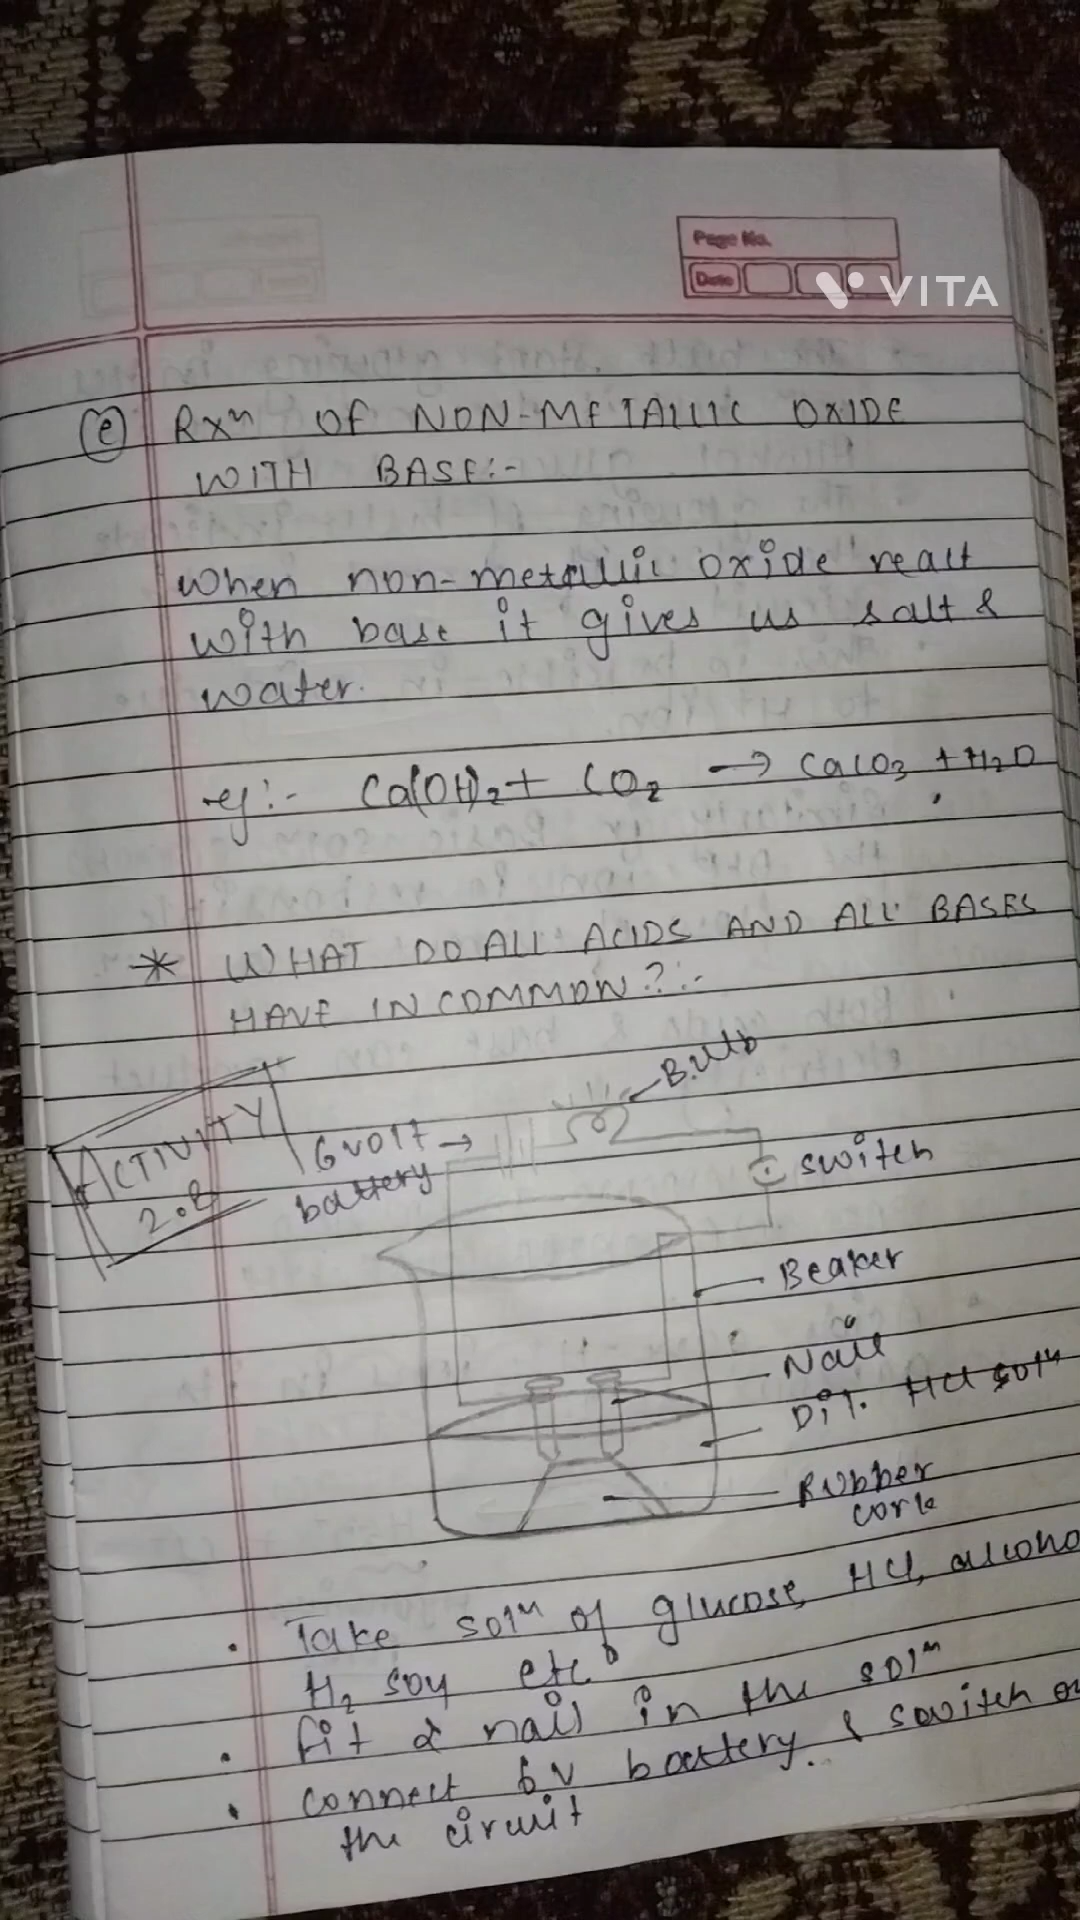 Page No.
Date
VITA
(e) RXn OF NON-METALLIC OXIDE
WITH BASE:-
When non-metallic oxide react
with base it gives us salt &
water.
eg:- Ca(OH)2 + CO2 → CaCO3 + H2O
* WHAT DO ALL ACIDS AND ALL BASES
HAVE IN COMMON?:-
ACTIVITY
2.8
6 volt
battery
Bulb
switch
Beaker
Nail
Dil. HCl soln
Rubber
cork
• Take soln of glucose, HCl, alcoho
H2SO4 etc
• fit 2 nail in the soln
• connect 6v battery. & switch on
the circuit